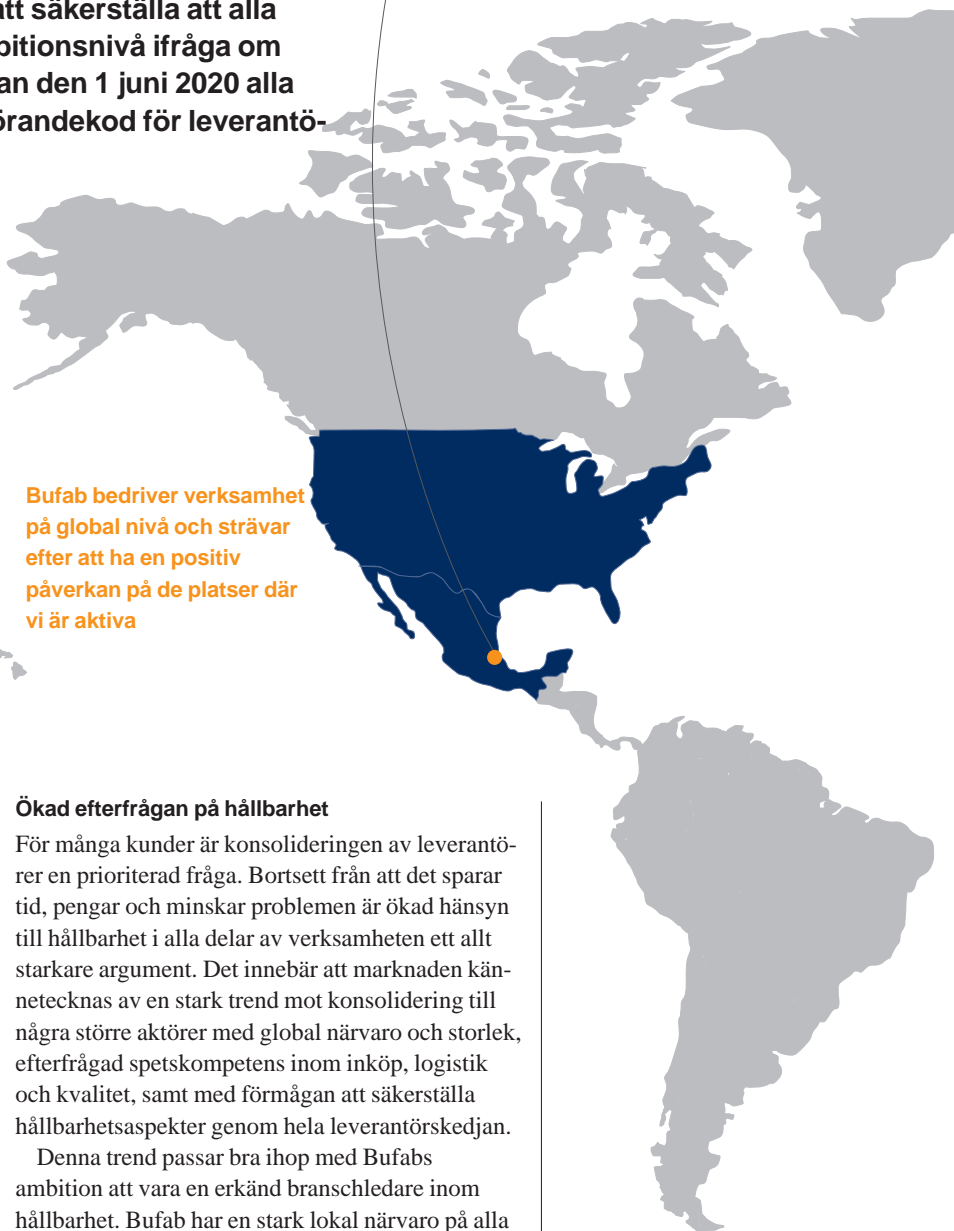 att säkerställa att alla
bitionsnivå ifråga om
an den 1 juni 2020 alla
örandekod för leverantö-
Bufab bedriver verksamhet
på global nivå och strävar
efter att ha en positiv
påverkan på de platser där
vi är aktiva
Ökad efterfrågan på hållbarhet
För många kunder är konsolideringen av leverantö-
rer en prioriterad fråga. Bortsett från att det sparar
tid, pengar och minskar problemen är ökad hänsyn
till hållbarhet i alla delar av verksamheten ett allt
starkare argument. Det innebär att marknaden kän-
netecknas av en stark trend mot konsolidering till
några större aktörer med global närvaro och storlek,
efterfrågad spetskompetens inom inköp, logistik
och kvalitet, samt med förmågan att säkerställa
hållbarhetsaspekter genom hela leverantörskedjan.
Denna trend passar bra ihop med Bufabs
ambition att vara en erkänd branschledare inom
hållbarhet. Bufab har en stark lokal närvaro på alla